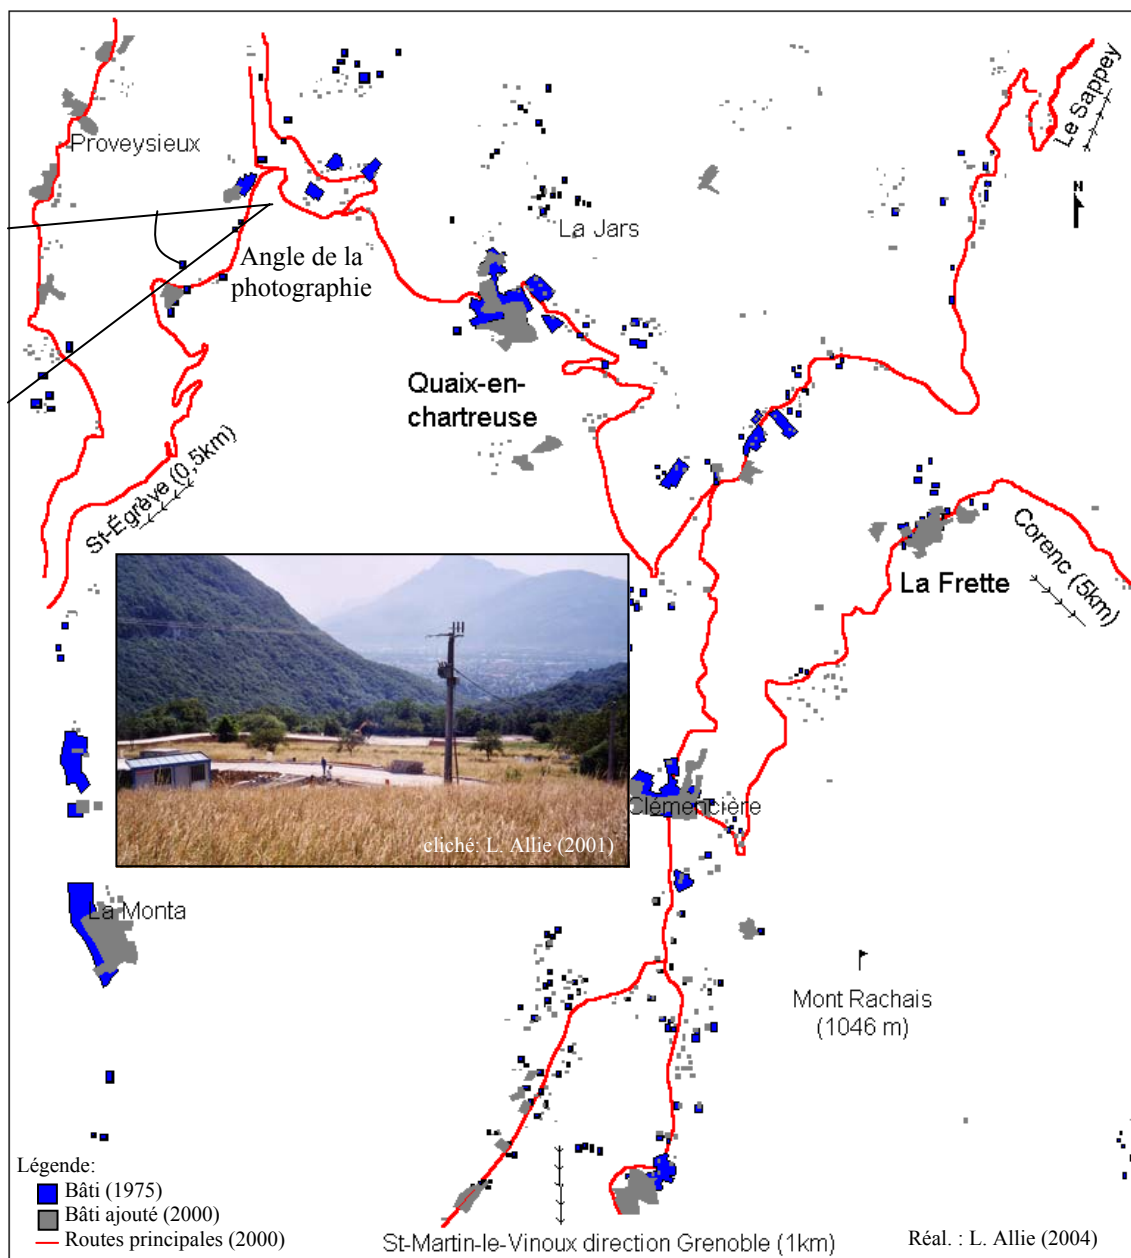 Le Sappey
Proveysieux
N
La Jars
Angle de la
photographie
Quaix-en-
chartreuse
St-Égrève (0,5km)
Corenc (5km)
La Frette
Clémencière
cliché: L. Allie (2001)
La Monta
Mont Rachais
(1046 m)
Légende:
Bâti (1975)
Bâti ajouté (2000)
Routes principales (2000)
St-Martin-le-Vinoux direction Grenoble (1km)
Réal. : L. Allie (2004)